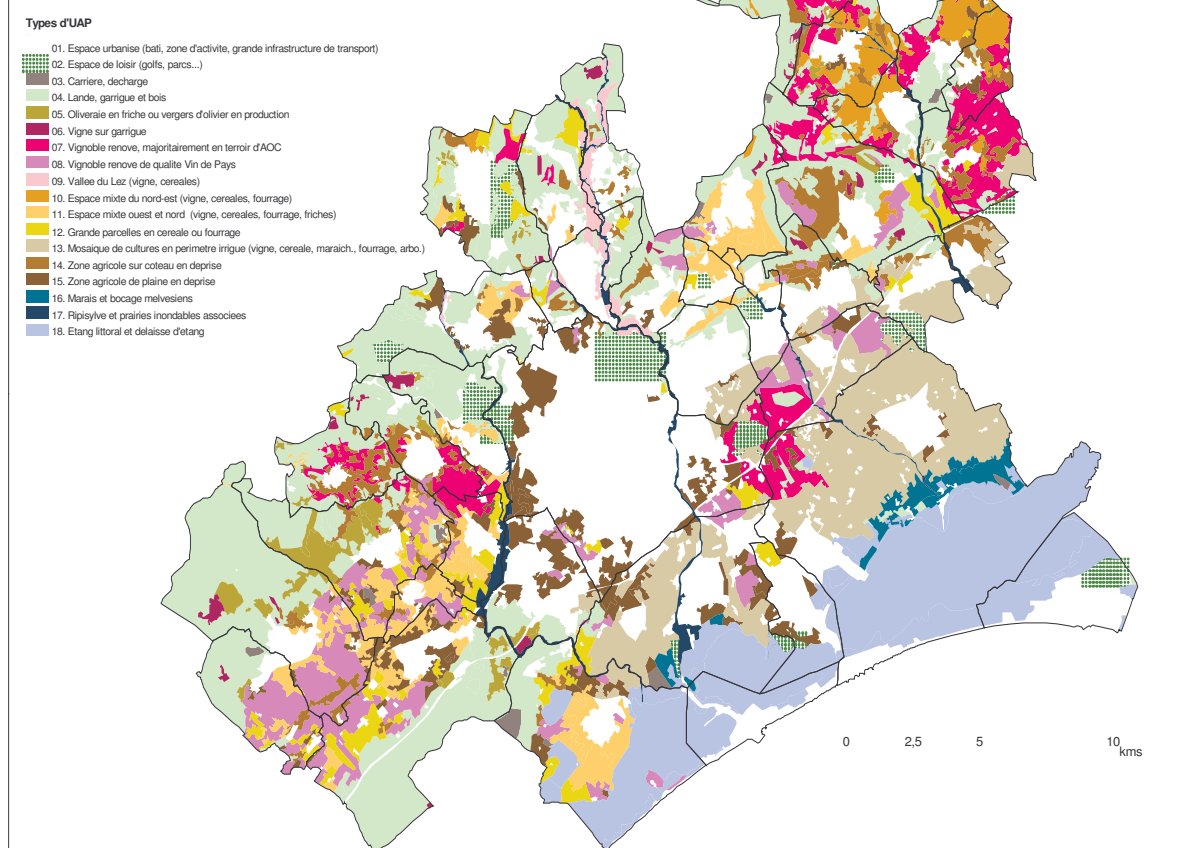 Types d'UAP
01. Espace urbanise (bati, zone d'activite, grande infrastructure de transport)
02. Espace de loisir (golfs, parcs...)
03. Carriere, decharge
04. Lande, garrigue et bois
05. Oliveraie en friche ou vergers d'olivier en production
06. Vigne sur garrigue
07. Vignoble renove, majoritairement en terroir d'AOC
08. Vignoble renove de qualite Vin de Pays
09. Vallee du Lez (vigne, cereales)
10. Espace mixte du nord-est (vigne, cereales, fourrage)
11. Espace mixte ouest et nord (vigne, cereales, fourrage, friches)
12. Grande parcelles en cereale ou fourrage
13. Mosaique de cultures en perimetre irrigue (vigne, cereale, maraich., fourrage, arbo.)
14. Zone agricole sur coteau en deprise
15. Zone agricole de plaine en deprise
16. Marais et bocage melvesiens
17. Ripisylve et prairies inondables associees
18. Etang littoral et delaisse d'etang
0 2,5 5 10
kms